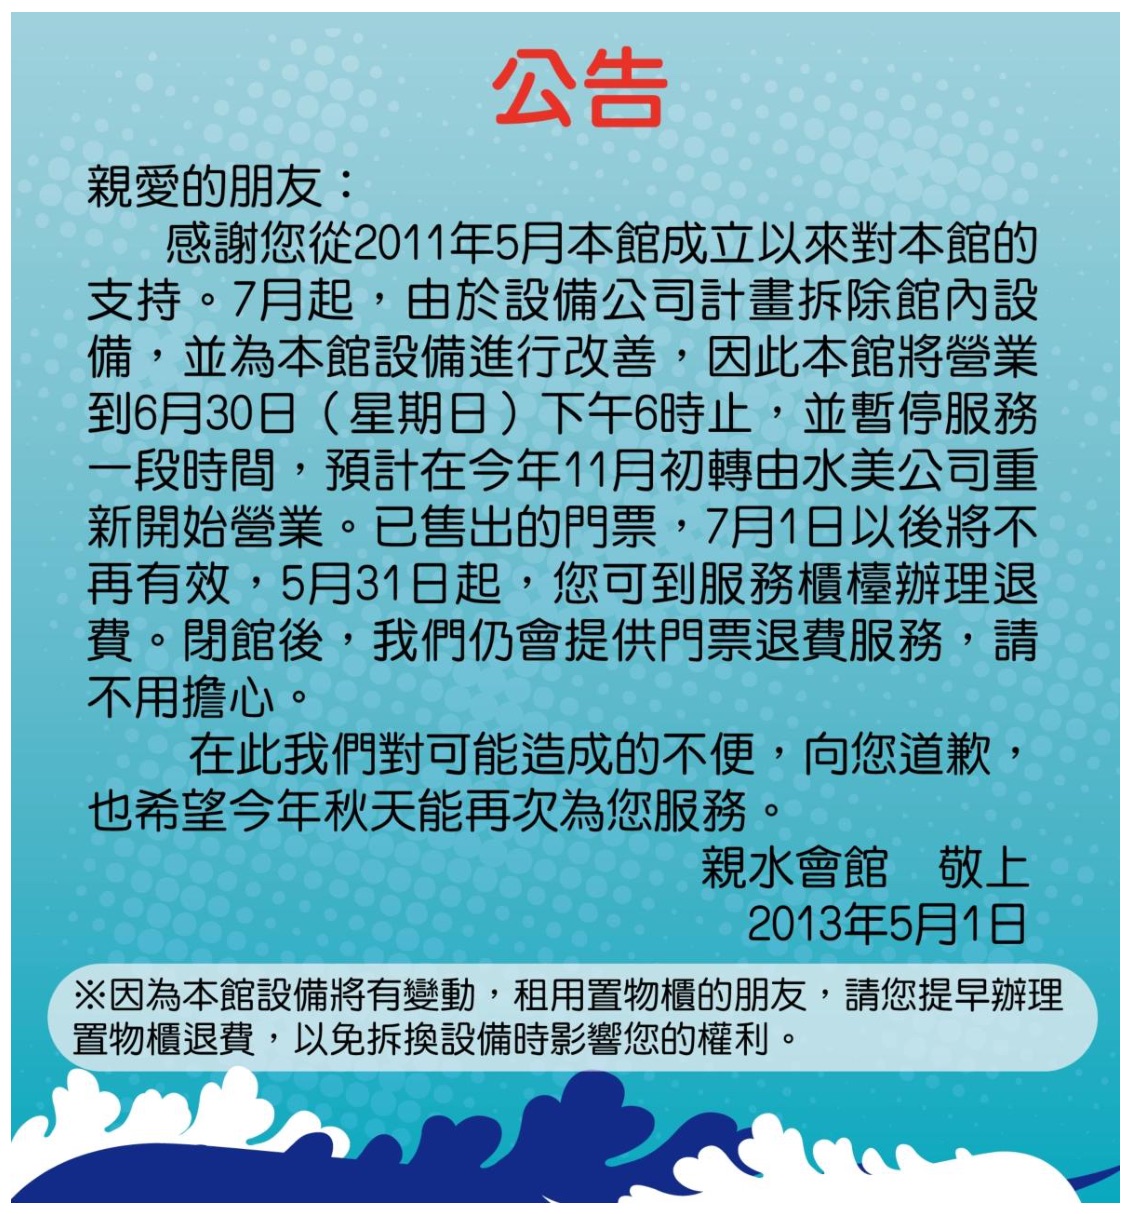 公告
親愛的朋友：
感謝您從2011年5月本館成立以來對本館的
支持。7月起，由於設備公司計畫拆除館內設
備，並為本館設備進行改善，因此本館將營業
到6月30日（星期日）下午6時止，並暫停服務
一段時間，預計在今年11月初轉由水美公司重
新開始營業。已售出的門票，7月1日以後將不
再有效，5月31日起，您可到服務櫃檯辦理退
費。閉館後，我們仍會提供門票退費服務，請
不用擔心。
在此我們對可能造成的不便，向您道歉，
也希望今年秋天能再次為您服務。
親水會館　敬上
2013年5月1日
※因為本館設備將有變動，租用置物櫃的朋友，請您提早辦理
置物櫃退費，以免拆換設備時影響您的權利。